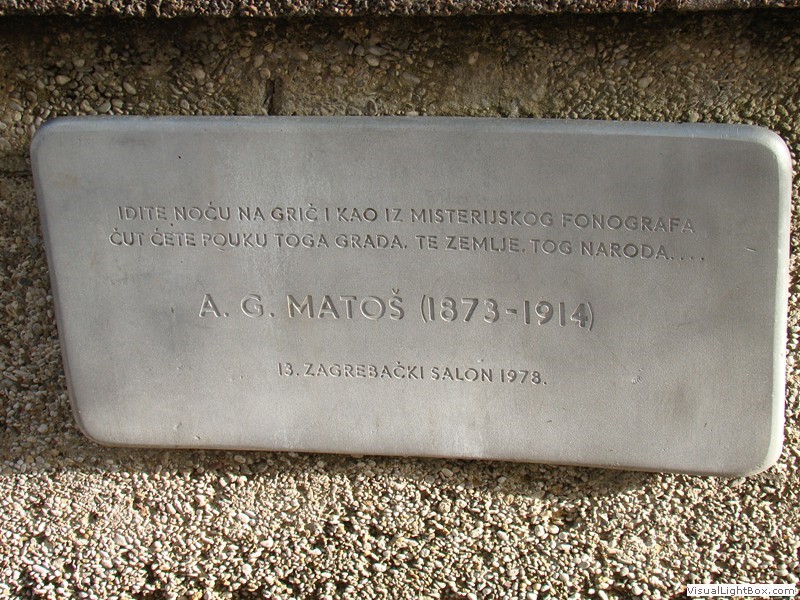 IDITE NOĆU NA GRIČ I KAO IZ MISTERIJSKOG FONOGRAFA
ČUT ĆETE POUKU TOGA GRADA. TE ZEMLJE. TOG NARODA....
A. G. MATOŠ (1873-1914)
13. ZAGREBAČKI SALON 1978.
VisualLightBox.com